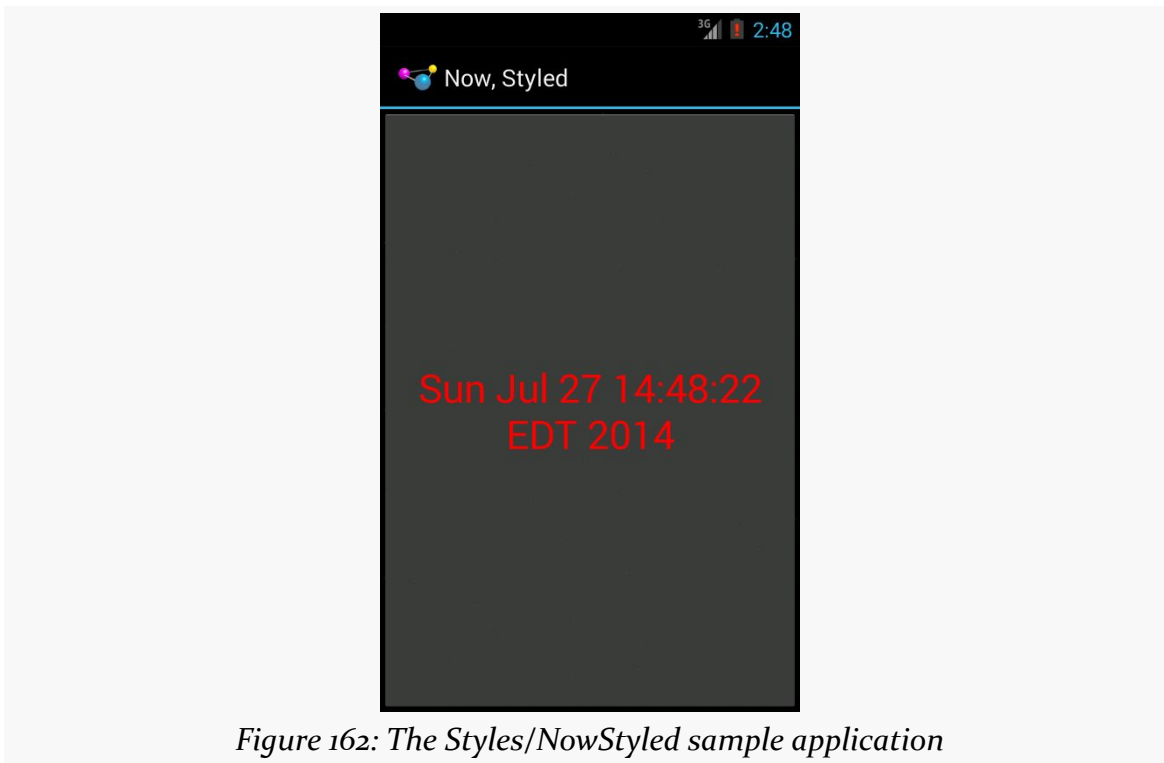 3G 2:48
Now, Styled
Sun Jul 27 14:48:22
EDT 2014
Figure 162: The Styles/NowStyled sample application